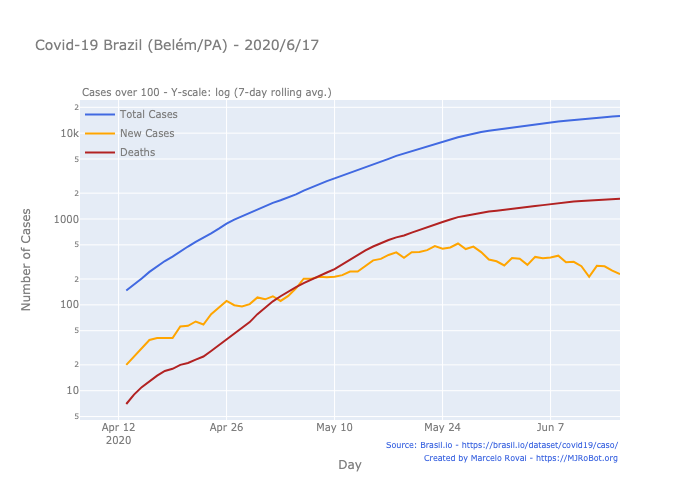 Covid-19 Brazil (Belém/PA) - 2020/6/17
Cases over 100 - Y-scale: log (7-day rolling avg.)
Total Cases
New Cases
Deaths
2
10k
5
2
1000
5
2
100
5
2
10
5
Number of Cases
Apr 12
2020
Apr 26
May 10
May 24
Jun 7
Source: Brasil.io - https://brasil.io/dataset/covid19/caso/
Created by Marcelo Rovai - https://MJRoBot.org
Day